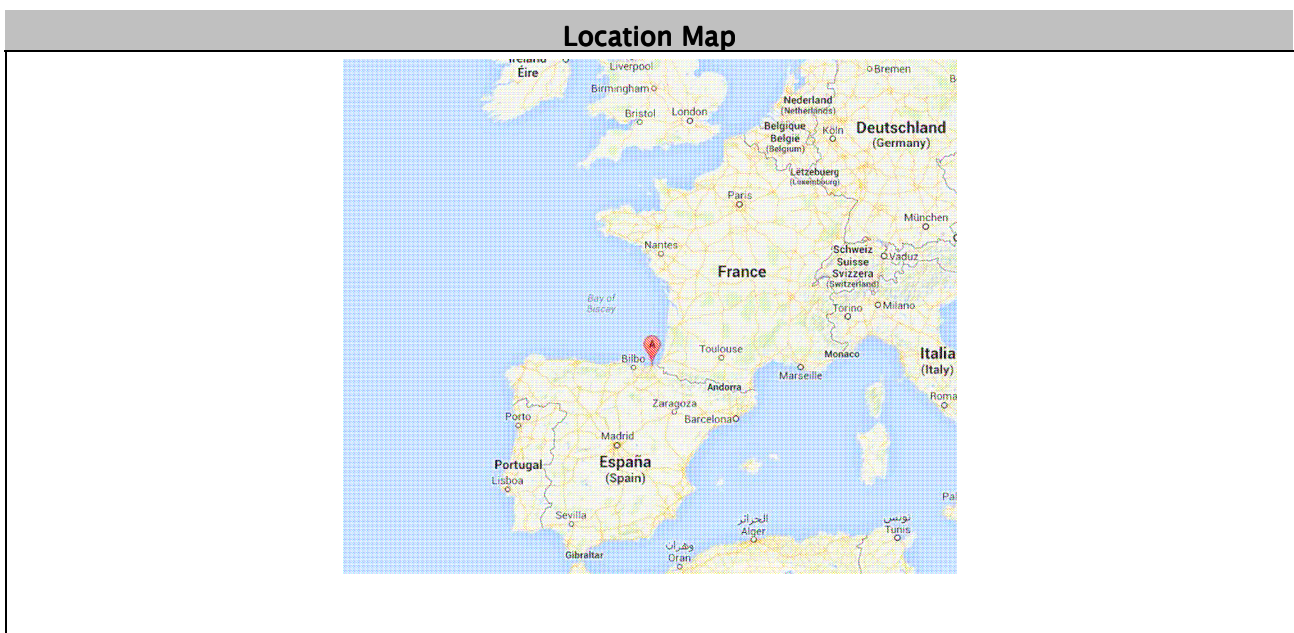 Location Map
Ireland
Éire
Liverpool
Birmingham
Bristol
London
Bremen
B
Nederland
(Netherlands)
Belgique
België
(Belgium)
Köln
Deutschland
(Germany)
Lëtzebuerg
(Luxembourg)
Paris
München
Nantes
Schweiz
Suisse
Svizzera
(Switzerland)
Vaduz
France
Bay of
Biscay
Torino
Milano
A
Bilbo
Toulouse
Monaco
Italia
(Italy)
Marseille
Andorra
Roma
Zaragoza
Barcelona
Porto
Madrid
Portugal
España
(Spain)
Lisboa
Pal
Sevilla
الجزائر
Alger
تونس
Tunis
Gibraltar
وهران
Oran